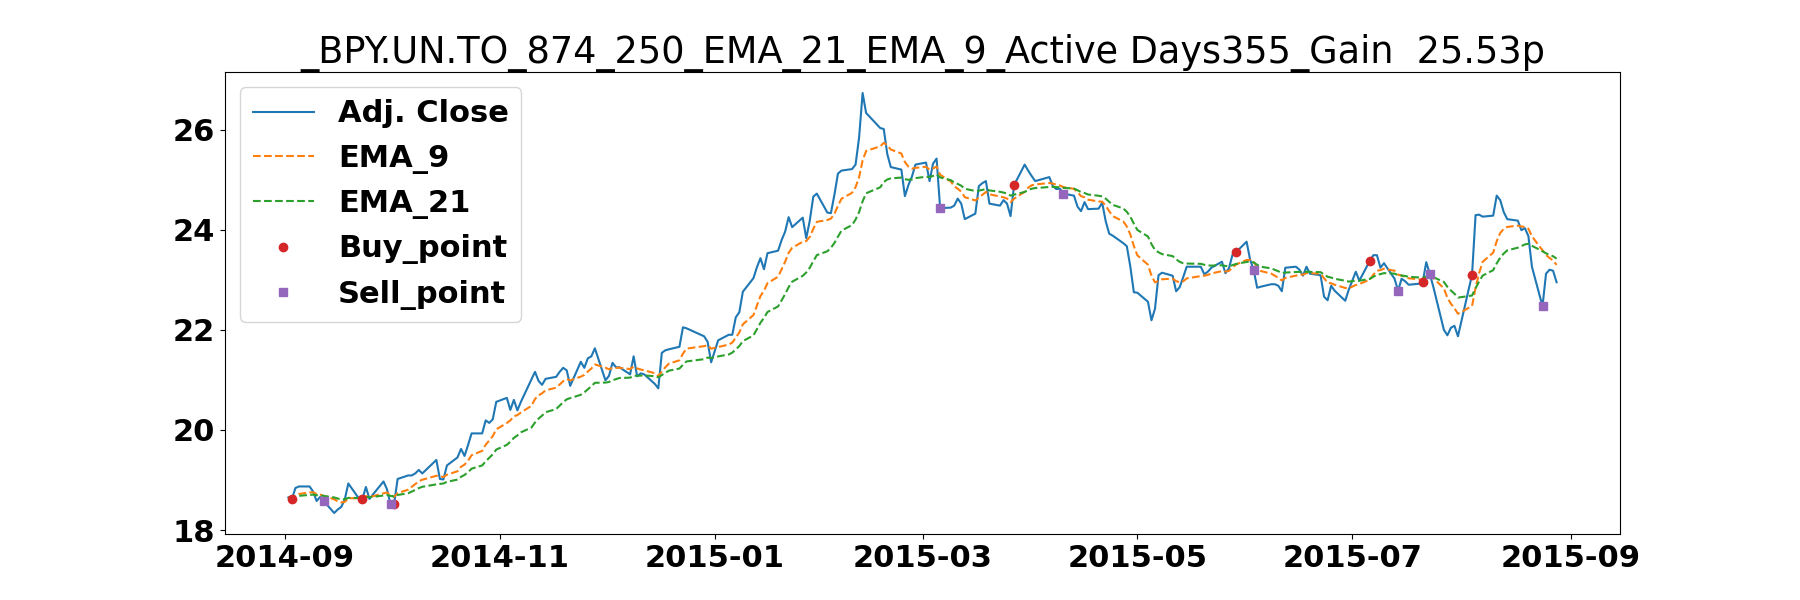 _BPY.UN.TO_874_250_EMA_21_EMA_9_Active Days355_Gain  25.53p
Adj. Close
EMA_9
EMA_21
Buy_point
Sell_point
26
24
22
20
18
2014-09 2014-11 2015-01 2015-03 2015-05 2015-07 2015-09